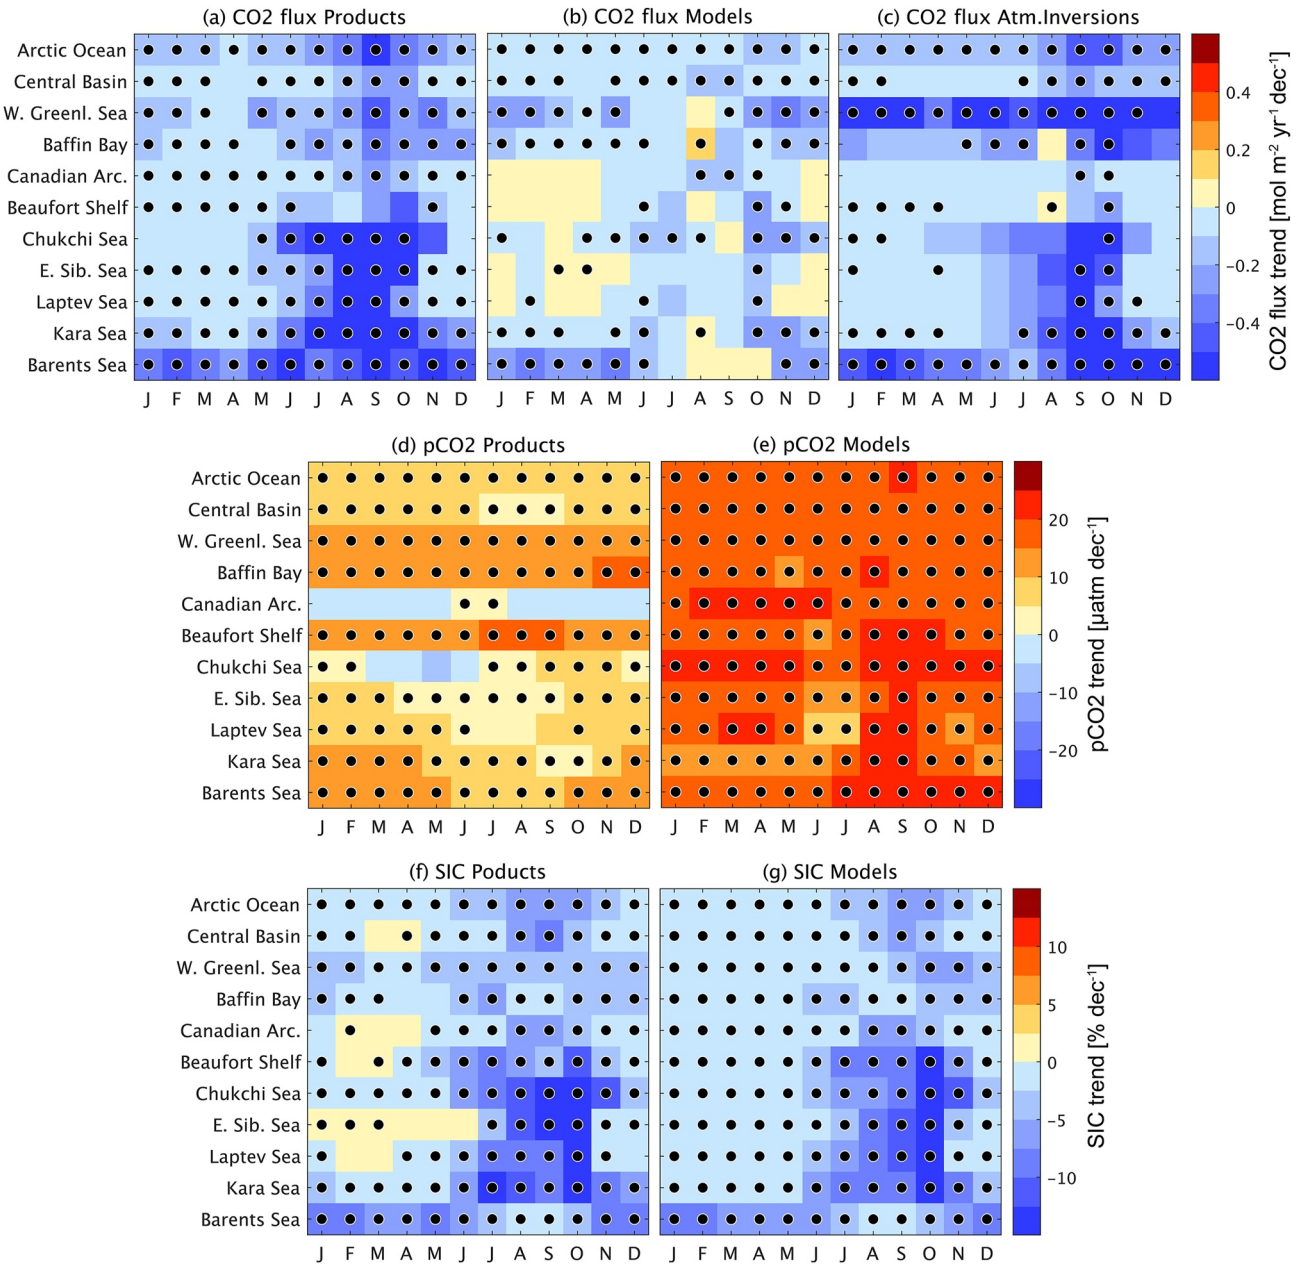 (a) CO2 flux Products (b) CO2 flux Models (c) CO2 flux Atm.Inversions
Arctic Ocean
Central Basin
W. Greenl. Sea
Baffin Bay
Canadian Arc.
Beaufort Shelf
Chukchi Sea
E. Sib. Sea
Laptev Sea
Kara Sea
Barents Sea
J F M A M J J A S O N D J F M A M J J A S O N D J F M A M J J A S O N D
0.4
0.2
0
−0.2
−0.4
CO2 flux trend [mol m⁻² yr⁻¹ dec⁻¹]
(d) pCO2 Products (e) pCO2 Models
Arctic Ocean
Central Basin
W. Greenl. Sea
Baffin Bay
Canadian Arc.
Beaufort Shelf
Chukchi Sea
E. Sib. Sea
Laptev Sea
Kara Sea
Barents Sea
J F M A M J J A S O N D J F M A M J J A S O N D
20
10
0
−10
−20
pCO2 trend [µatm dec⁻¹]
(f) SIC Poducts (g) SIC Models
Arctic Ocean
Central Basin
W. Greenl. Sea
Baffin Bay
Canadian Arc.
Beaufort Shelf
Chukchi Sea
E. Sib. Sea
Laptev Sea
Kara Sea
Barents Sea
J F M A M J J A S O N D J F M A M J J A S O N D
10
5
0
−5
−10
SIC trend [% dec⁻¹]